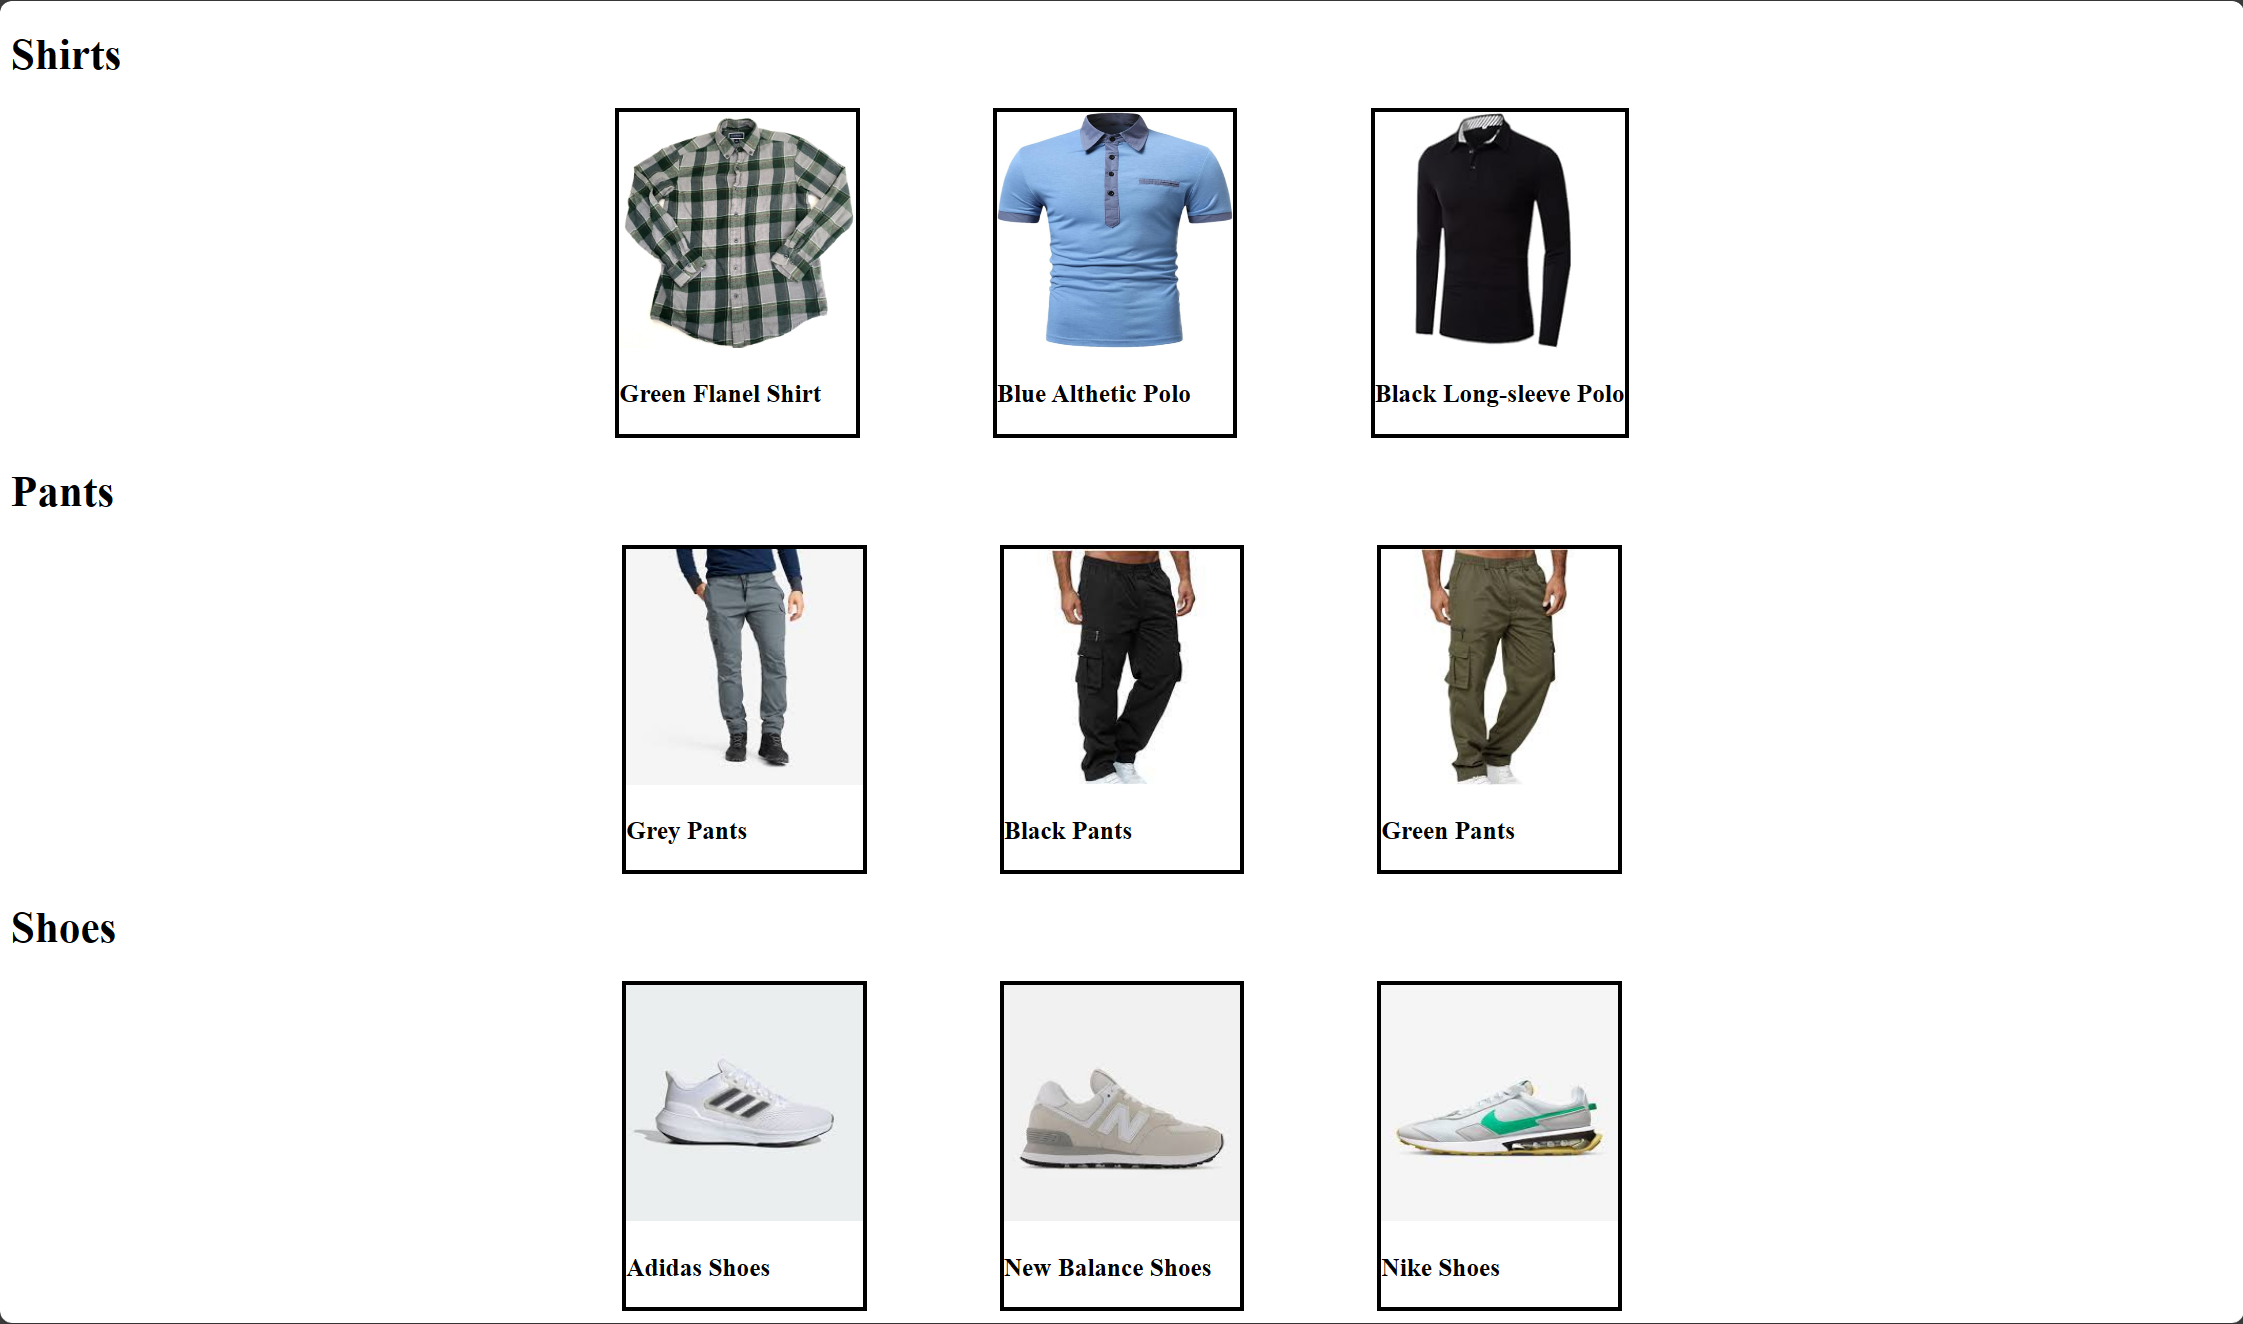 Shirts
Green Flanel Shirt
Blue Althetic Polo
Black Long-sleeve Polo
Pants
Grey Pants
Black Pants
Green Pants
Shoes
N
Adidas Shoes
New Balance Shoes
Nike Shoes